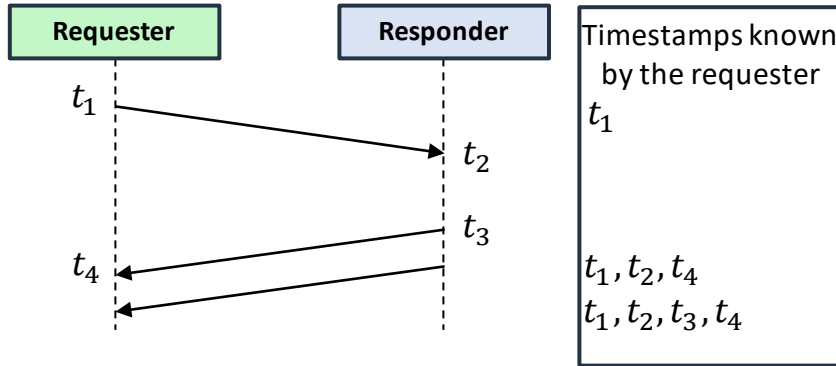 Requester
Responder
Timestamps known
by the requester
t₁
t₁
t₂
t₃
t₄
t₁, t₂, t₄
t₁, t₂, t₃, t₄